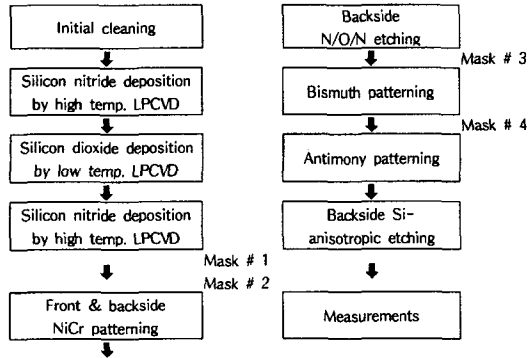 Initial cleaning
Silicon nitride deposition
by high temp. LPCVD
Silicon dioxide deposition
by low temp. LPCVD
Silicon nitride deposition
by high temp. LPCVD
Mask # 1
Mask # 2
Front & backside
NiCr patterning
Backside
N/O/N etching
Mask # 3
Bismuth patterning
Mask # 4
Antimony patterning
Backside Si-
anisotropic etching
Measurements